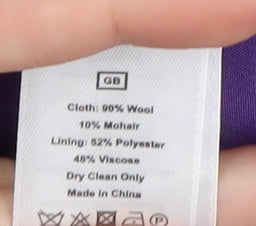 GB
Cloth: 90% Wool
10% Mohair
Lining: 52% Polyester
48% Viscose
Dry Clean Only
Made in China
P